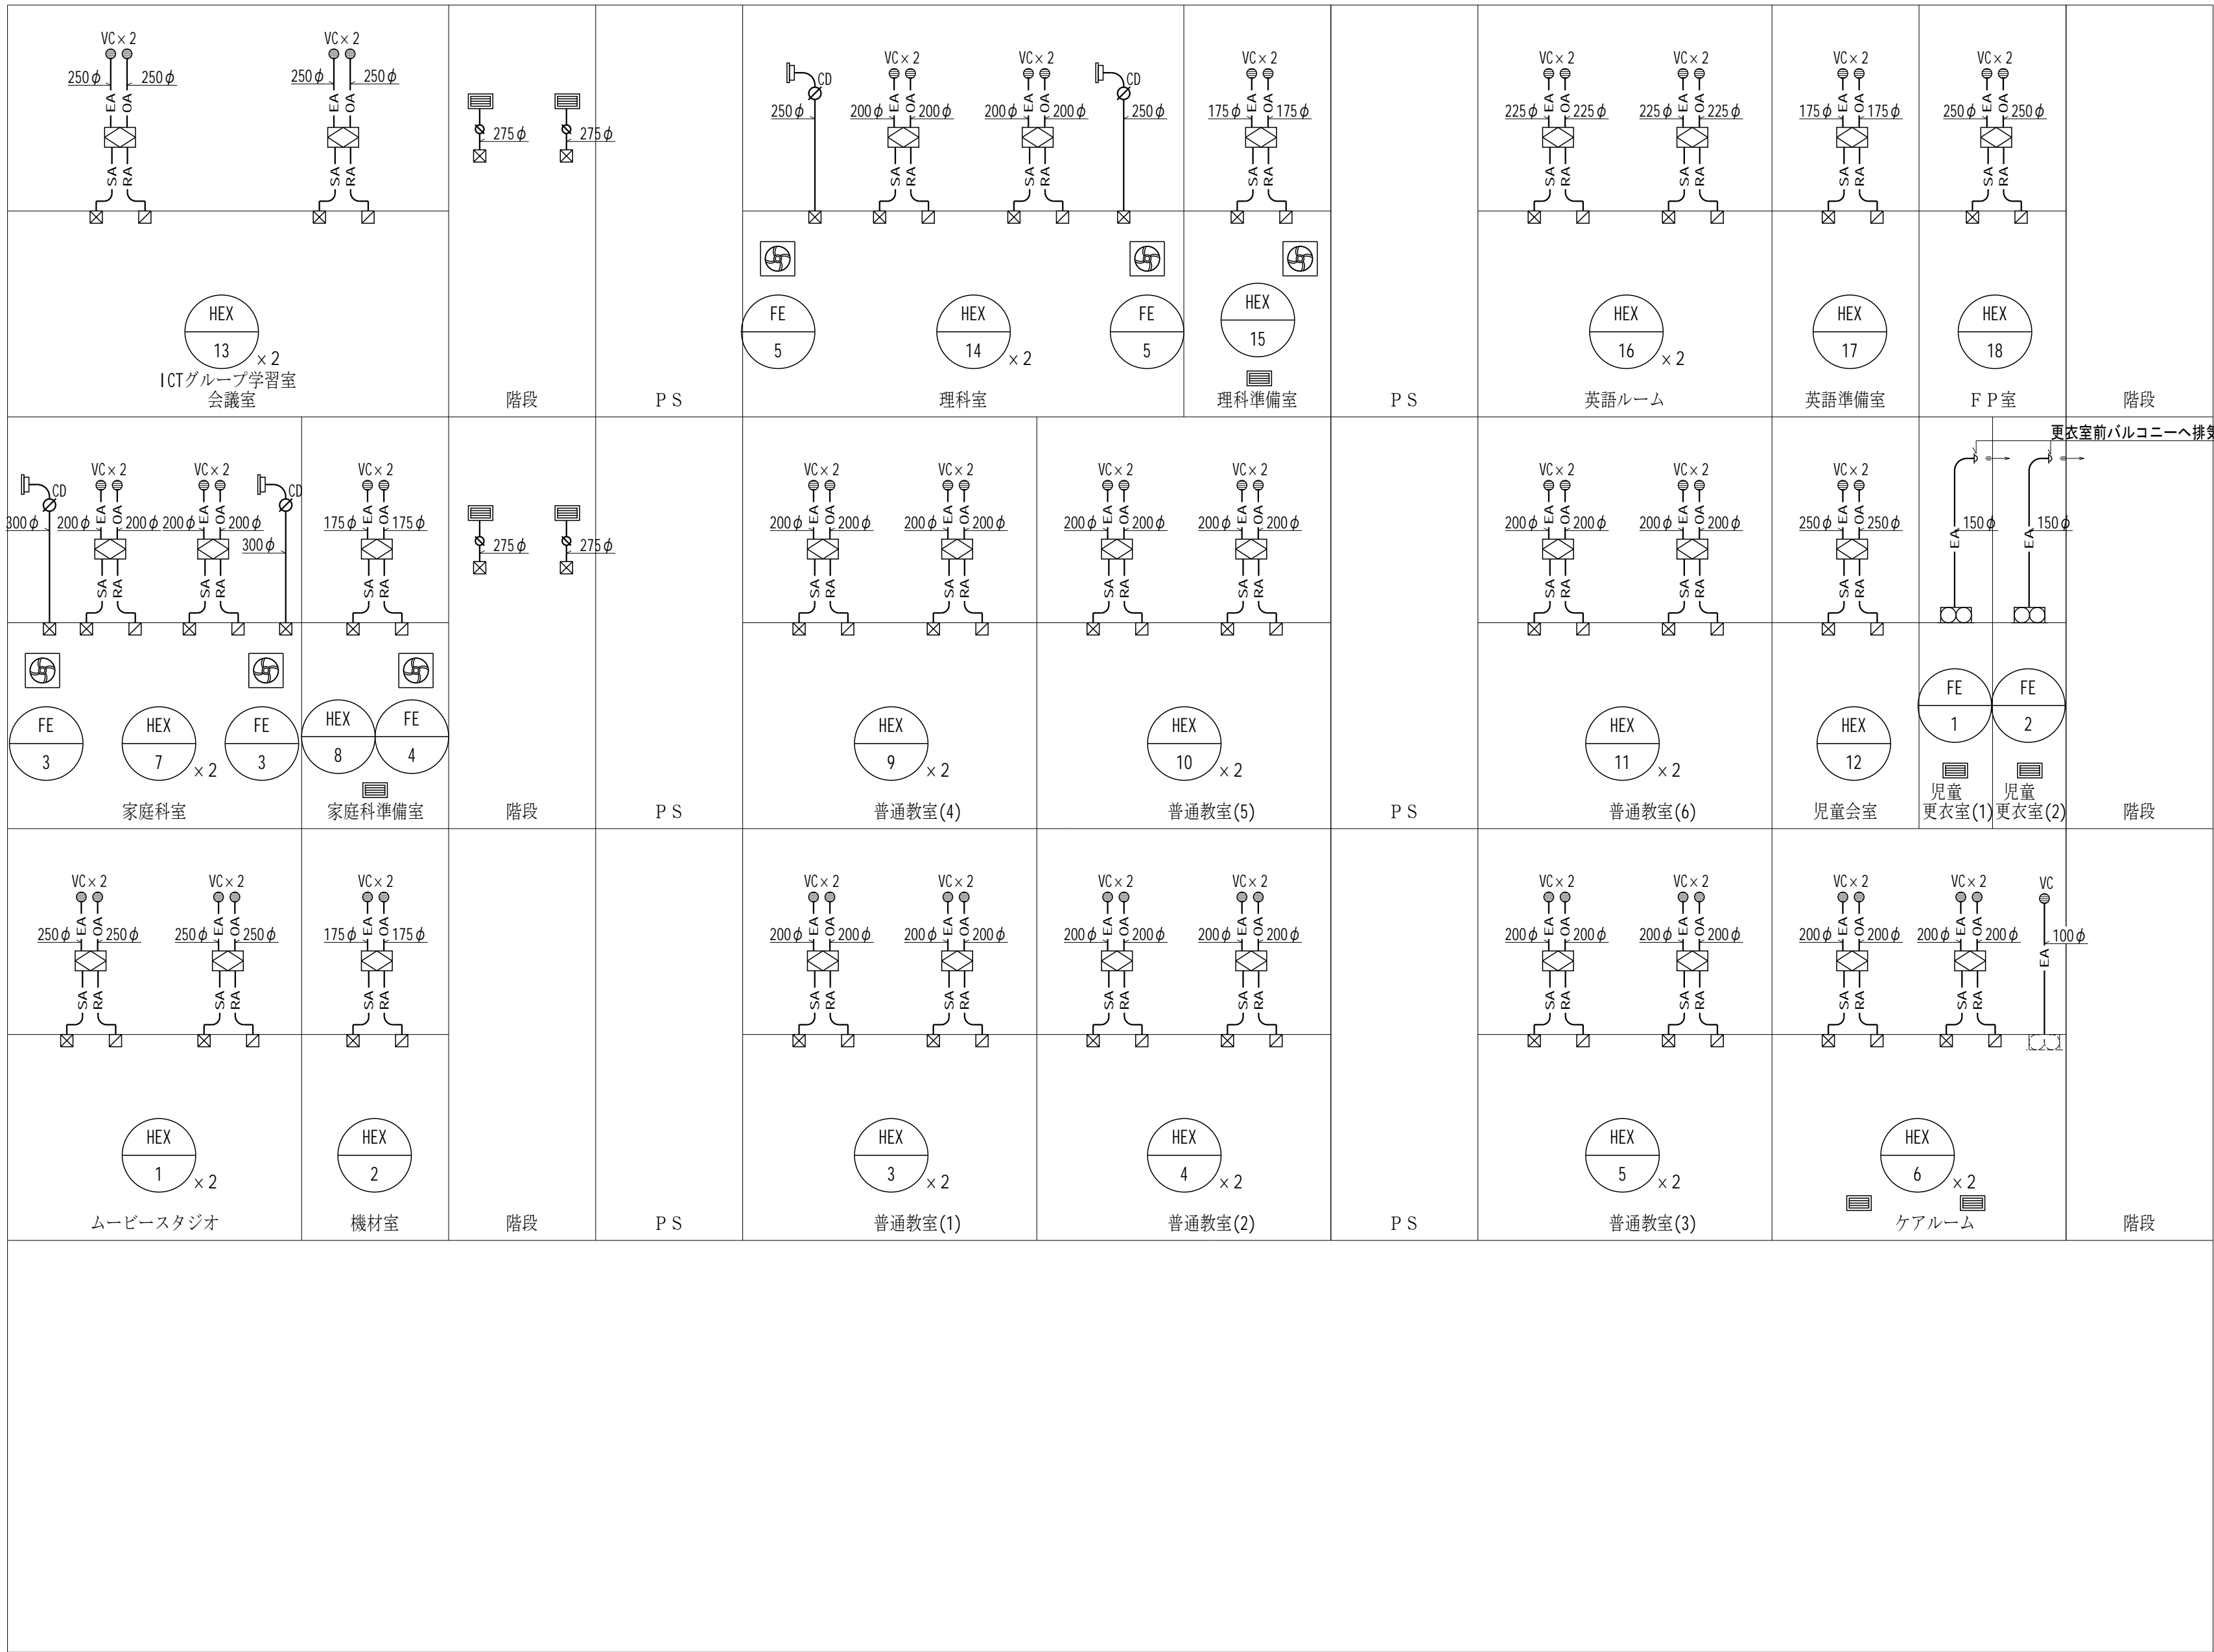 VC×2 VC×2
250φ 250φ 250φ 250φ
EA OA EA OA
SA RA SA RA
HEX
13 ×2
ICTグループ学習室
会議室
275φ 275φ
階段
ＰＳ
VC×2 VC×2
CD CD
250φ 200φ 200φ 200φ 200φ 250φ
EA OA EA OA
SA RA SA RA
FE HEX FE
5 14 ×2 5
理科室
VC×2
175φ 175φ
EA OA
SA RA
HEX
15
理科準備室
ＰＳ
VC×2 VC×2
225φ 225φ 225φ 225φ
EA OA EA OA
SA RA SA RA
HEX
16 ×2
英語ルーム
VC×2
175φ 175φ
EA OA
SA RA
HEX
17
英語準備室
VC×2
250φ 250φ
EA OA
SA RA
HEX
18
ＦＰ室
階段
VC×2 VC×2
CD CD
300φ 200φ 200φ 200φ 200φ
300φ
EA OA EA OA
SA RA SA RA
FE HEX FE
3 7 ×2 3
家庭科室
VC×2
175φ 175φ
EA OA
SA RA
HEX FE
8 4
家庭科準備室
275φ 275φ
階段
ＰＳ
VC×2 VC×2
200φ 200φ 200φ 200φ
EA OA EA OA
SA RA SA RA
HEX
9 ×2
普通教室(4)
VC×2 VC×2
200φ 200φ 200φ 200φ
EA OA EA OA
SA RA SA RA
HEX
10 ×2
普通教室(5)
ＰＳ
VC×2 VC×2
200φ 200φ 200φ 200φ
EA OA EA OA
SA RA SA RA
HEX
11 ×2
普通教室(6)
VC×2
250φ 250φ
EA OA
SA RA
HEX
12
児童会室
更衣室前バルコニーへ排気
150φ 150φ
EA EA
FE FE
1 2
児童 児童
更衣室(1) 更衣室(2)
階段
VC×2 VC×2
250φ 250φ 250φ 250φ
EA OA EA OA
SA RA SA RA
HEX
1 ×2
ムービースタジオ
VC×2
175φ 175φ
EA OA
SA RA
HEX
2
機材室
階段
ＰＳ
VC×2 VC×2
200φ 200φ 200φ 200φ
EA OA EA OA
SA RA SA RA
HEX
3 ×2
普通教室(1)
VC×2 VC×2
200φ 200φ 200φ 200φ
EA OA EA OA
SA RA SA RA
HEX
4 ×2
普通教室(2)
ＰＳ
VC×2 VC×2
200φ 200φ 200φ 200φ
EA OA EA OA
SA RA SA RA
HEX
5 ×2
普通教室(3)
VC×2 VC×2 VC
200φ 200φ 200φ 200φ 100φ
EA OA EA OA EA
SA RA SA RA
HEX
6 ×2
ケアルーム
階段